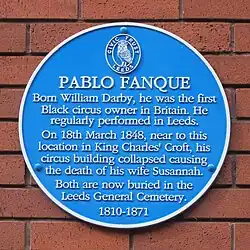 CIVIC TRUST
LEEDS
PABLO FANQUE
Born William Darby, he was the first
Black circus owner in Britain. He
regularly performed in Leeds.
On 18th March 1848, near to this
location in King Charles' Croft, his
circus building collapsed causing
the death of his wife Susannah.
Both are now buried in the
Leeds General Cemetery.
1810-1871